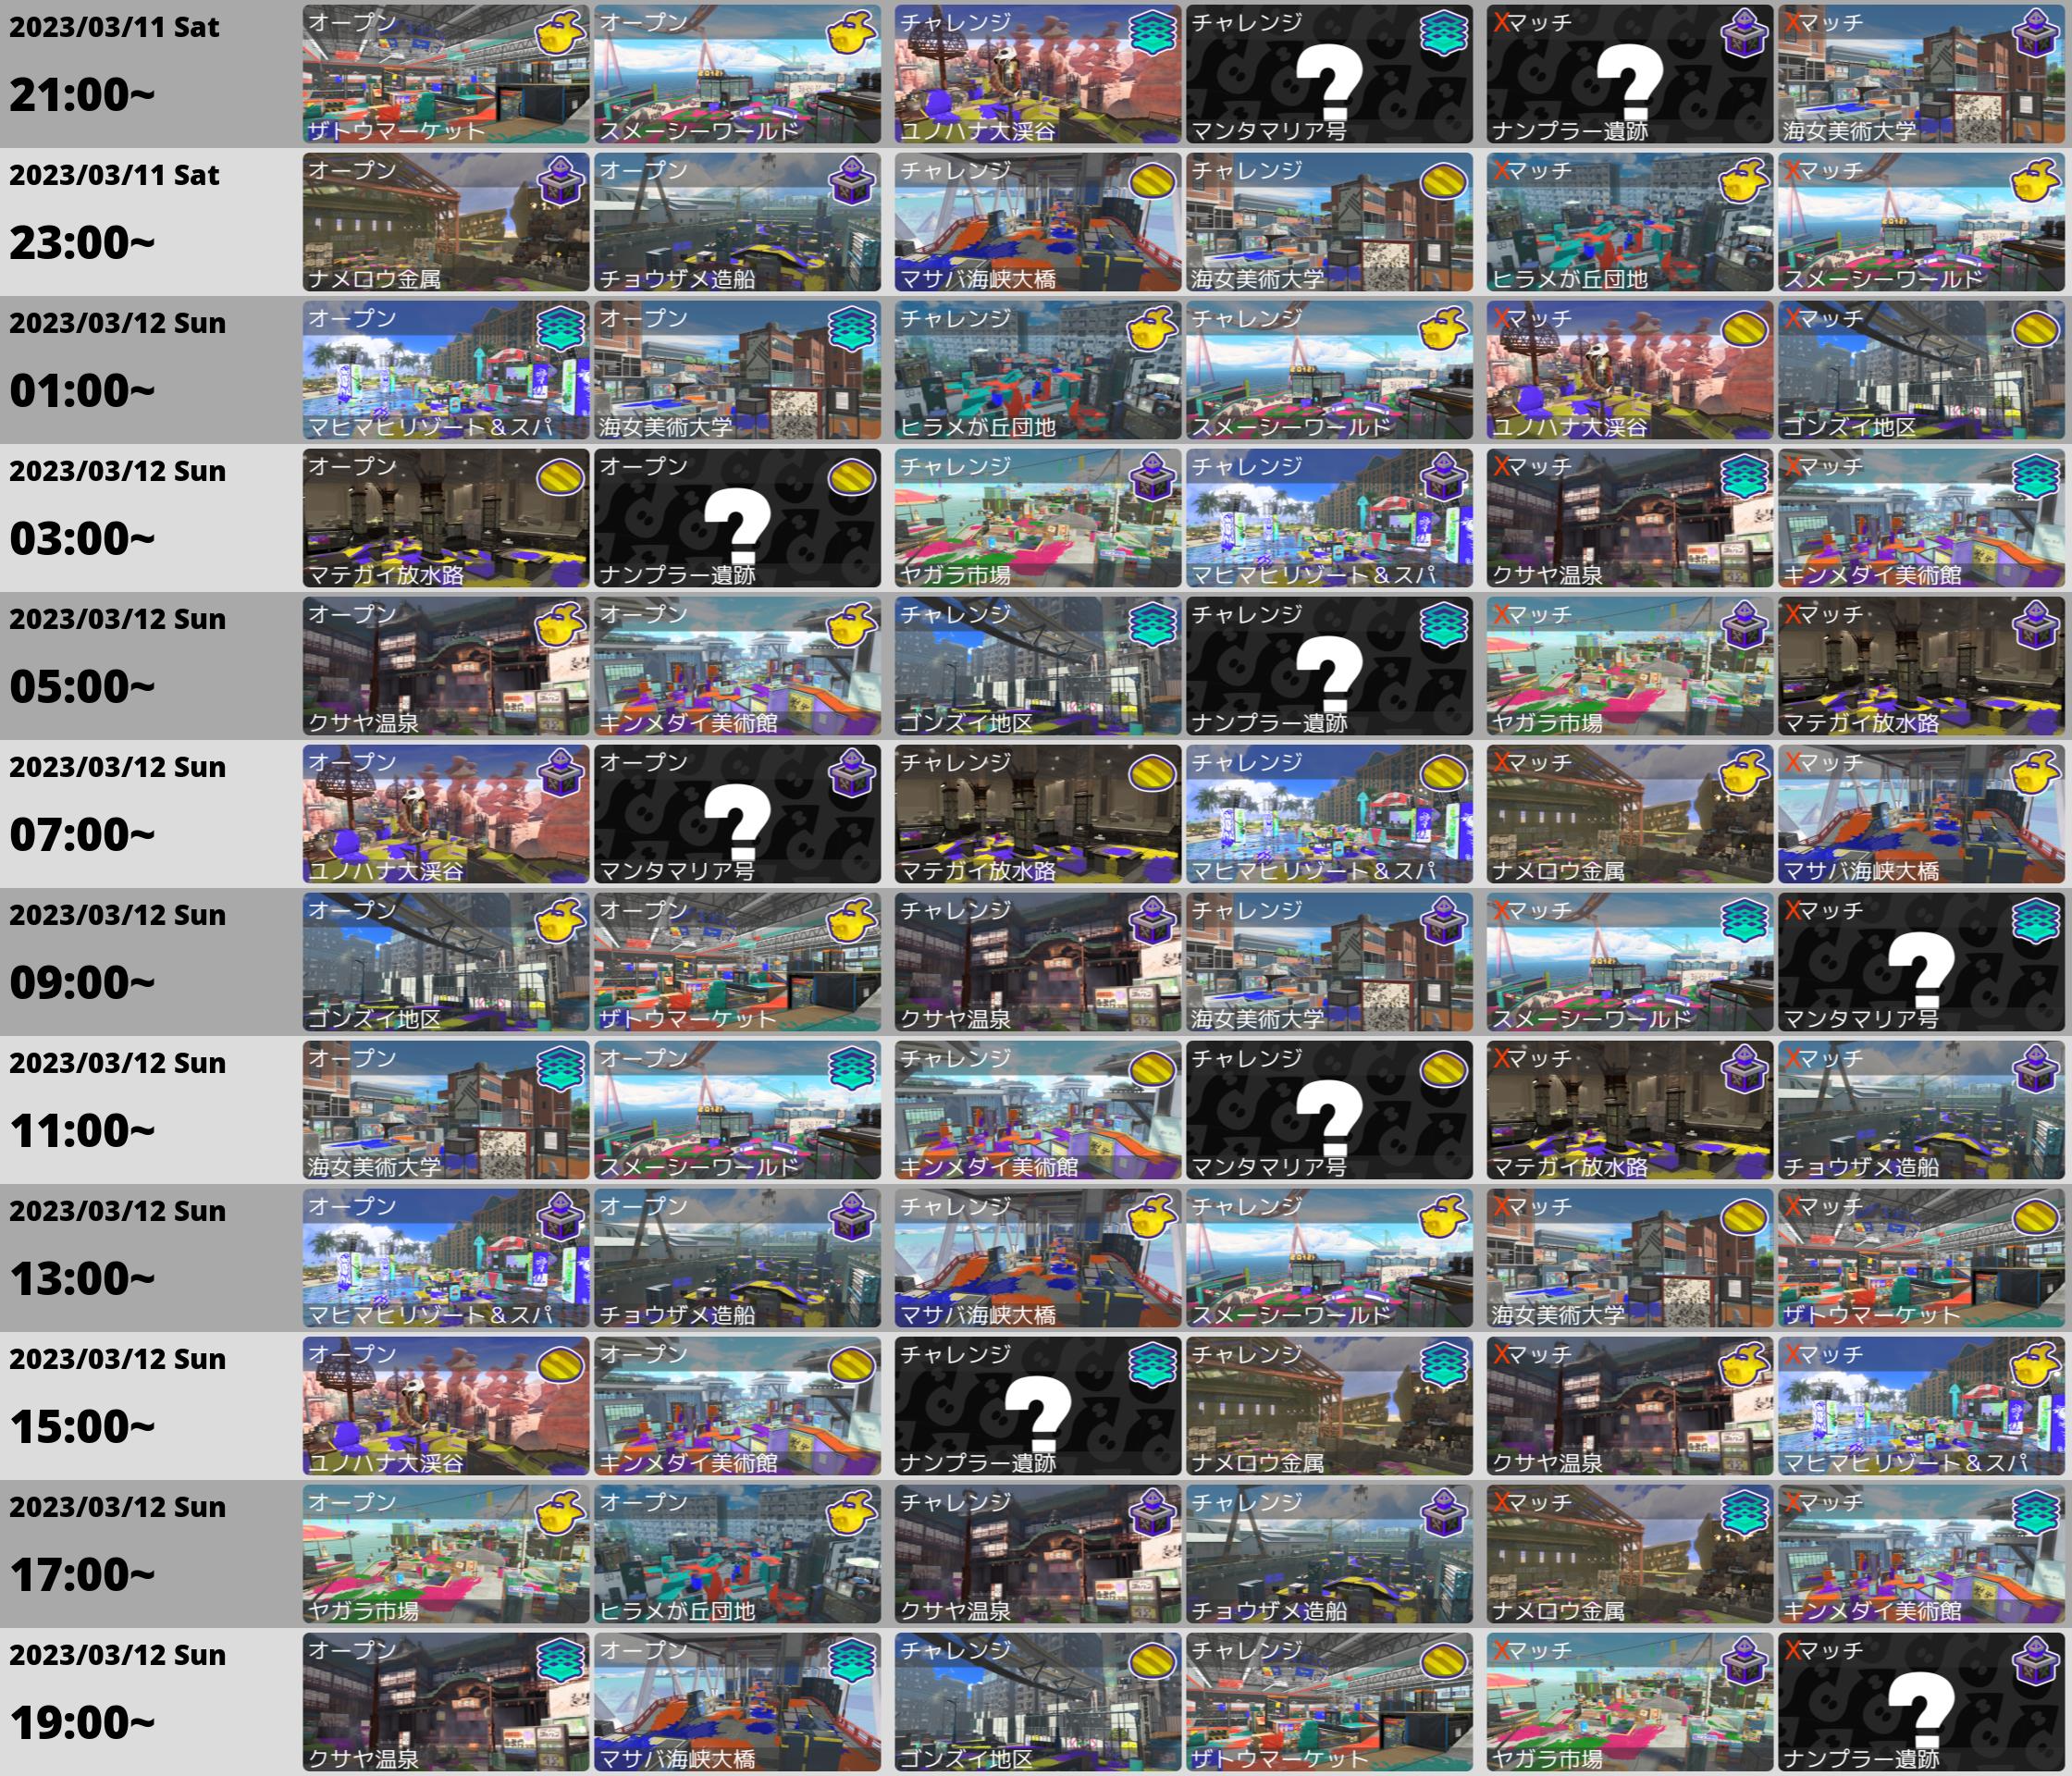 2023/03/11 Sat
21:00~
オープン
ザトウマーケット
オープン
スメーシーワールド
チャレンジ
ユノハナ大渓谷
チャレンジ
マンタマリア号
Xマッチ
ナンプラー遺跡
Xマッチ
海女美術大学
2023/03/11 Sat
23:00~
オープン
ナメロウ金属
オープン
チョウザメ造船
チャレンジ
マサバ海峡大橋
チャレンジ
海女美術大学
Xマッチ
ヒラメが丘団地
Xマッチ
スメーシーワールド
2023/03/12 Sun
01:00~
オープン
マヒマヒリゾート＆スパ
オープン
海女美術大学
チャレンジ
ヒラメが丘団地
チャレンジ
スメーシーワールド
Xマッチ
ユノハナ大渓谷
Xマッチ
ゴンズイ地区
2023/03/12 Sun
03:00~
オープン
マテガイ放水路
オープン
ナンプラー遺跡
チャレンジ
ヤガラ市場
チャレンジ
マヒマヒリゾート＆スパ
Xマッチ
クサヤ温泉
Xマッチ
キンメダイ美術館
2023/03/12 Sun
05:00~
オープン
クサヤ温泉
オープン
キンメダイ美術館
チャレンジ
ゴンズイ地区
チャレンジ
ナンプラー遺跡
Xマッチ
ヤガラ市場
Xマッチ
マテガイ放水路
2023/03/12 Sun
07:00~
オープン
ユノハナ大渓谷
オープン
マンタマリア号
チャレンジ
マテガイ放水路
チャレンジ
マヒマヒリゾート＆スパ
Xマッチ
ナメロウ金属
Xマッチ
マサバ海峡大橋
2023/03/12 Sun
09:00~
オープン
ゴンズイ地区
オープン
ザトウマーケット
チャレンジ
クサヤ温泉
チャレンジ
海女美術大学
Xマッチ
スメーシーワールド
Xマッチ
マンタマリア号
2023/03/12 Sun
11:00~
オープン
海女美術大学
オープン
スメーシーワールド
チャレンジ
キンメダイ美術館
チャレンジ
マンタマリア号
Xマッチ
マテガイ放水路
Xマッチ
チョウザメ造船
2023/03/12 Sun
13:00~
オープン
マヒマヒリゾート＆スパ
オープン
チョウザメ造船
チャレンジ
マサバ海峡大橋
チャレンジ
スメーシーワールド
Xマッチ
海女美術大学
Xマッチ
ザトウマーケット
2023/03/12 Sun
15:00~
オープン
ユノハナ大渓谷
オープン
キンメダイ美術館
チャレンジ
ナンプラー遺跡
チャレンジ
ナメロウ金属
Xマッチ
クサヤ温泉
Xマッチ
マヒマヒリゾート＆スパ
2023/03/12 Sun
17:00~
オープン
ヤガラ市場
オープン
ヒラメが丘団地
チャレンジ
クサヤ温泉
チャレンジ
チョウザメ造船
Xマッチ
ナメロウ金属
Xマッチ
キンメダイ美術館
2023/03/12 Sun
19:00~
オープン
クサヤ温泉
オープン
マサバ海峡大橋
チャレンジ
ゴンズイ地区
チャレンジ
ザトウマーケット
Xマッチ
ヤガラ市場
Xマッチ
ナンプラー遺跡